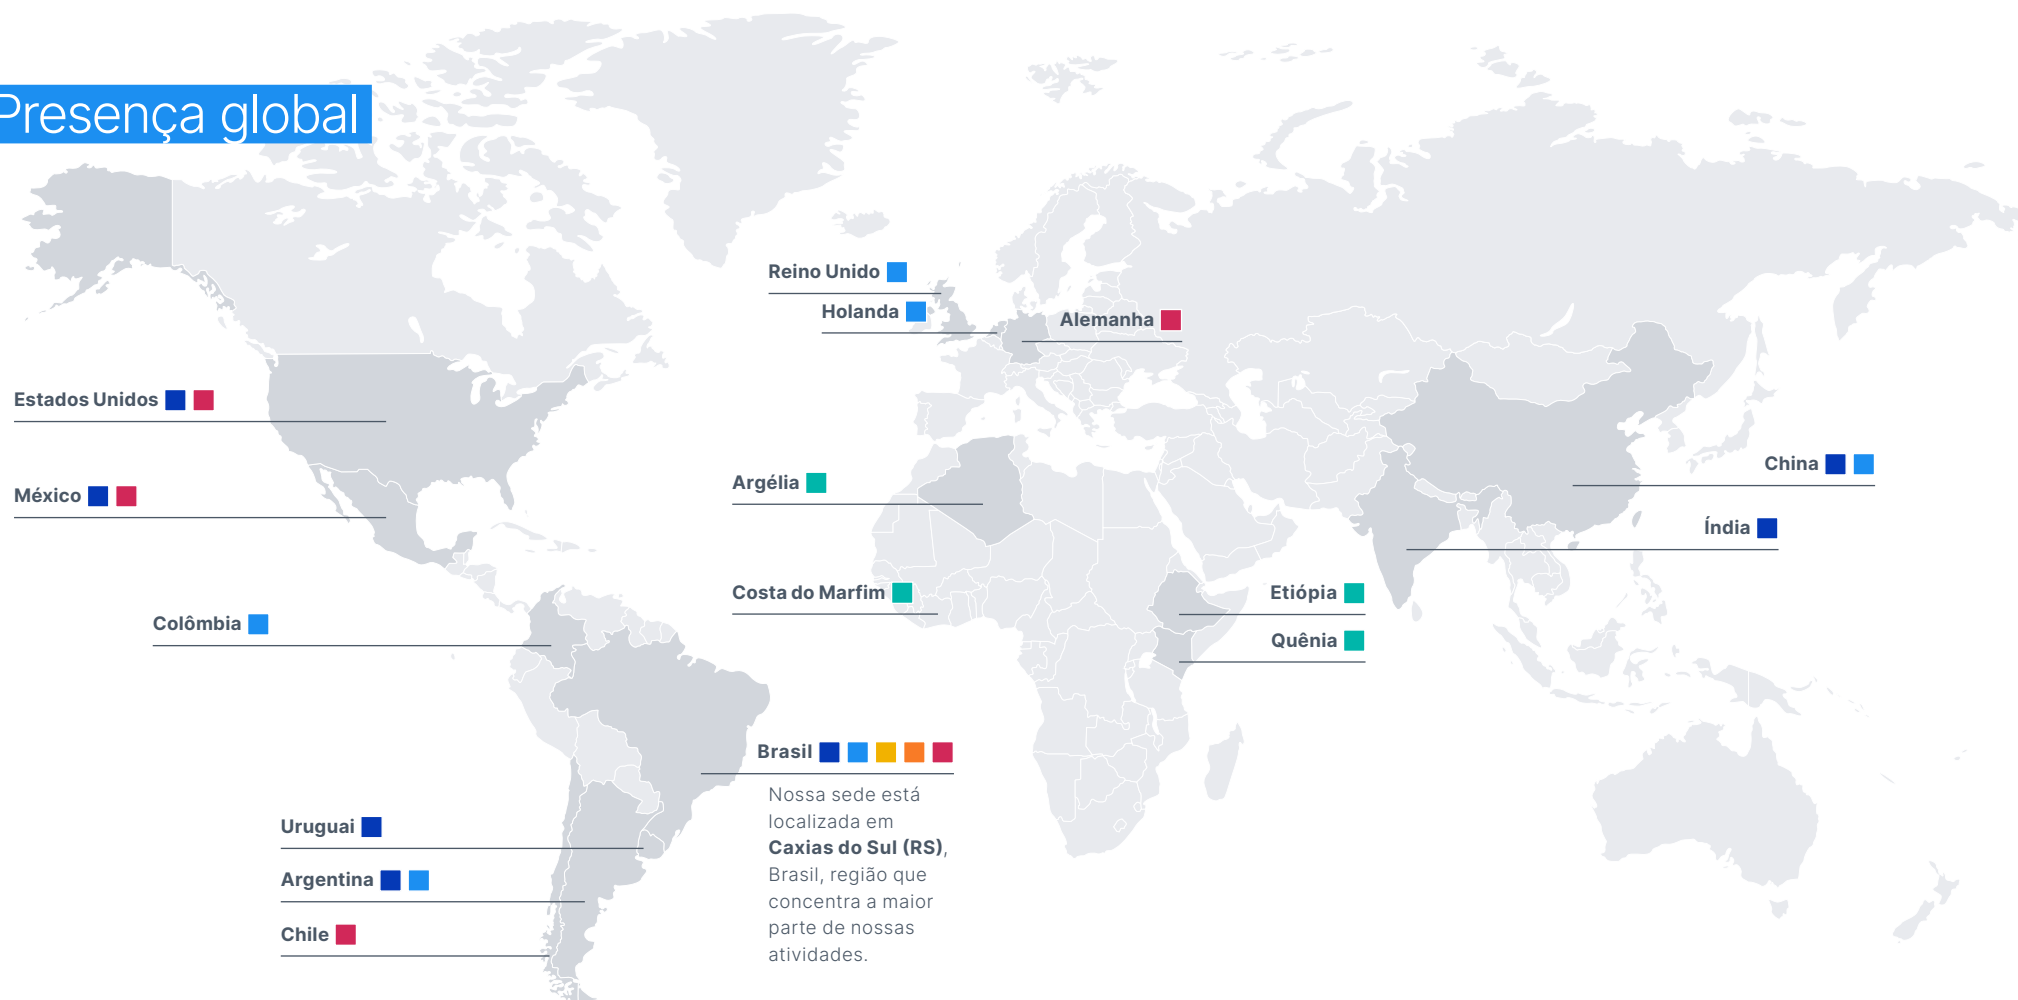 Presença global
Reino Unido
Holanda
Alemanha
Estados Unidos
China
Argélia
México
Índia
Costa do Marfim
Etiópia
Colômbia
Quênia
Brasil
Nossa sede está
localizada em
Caxias do Sul (RS),
Brasil, região que
concentra a maior
parte de nossas
atividades.
Uruguai
Argentina
Chile